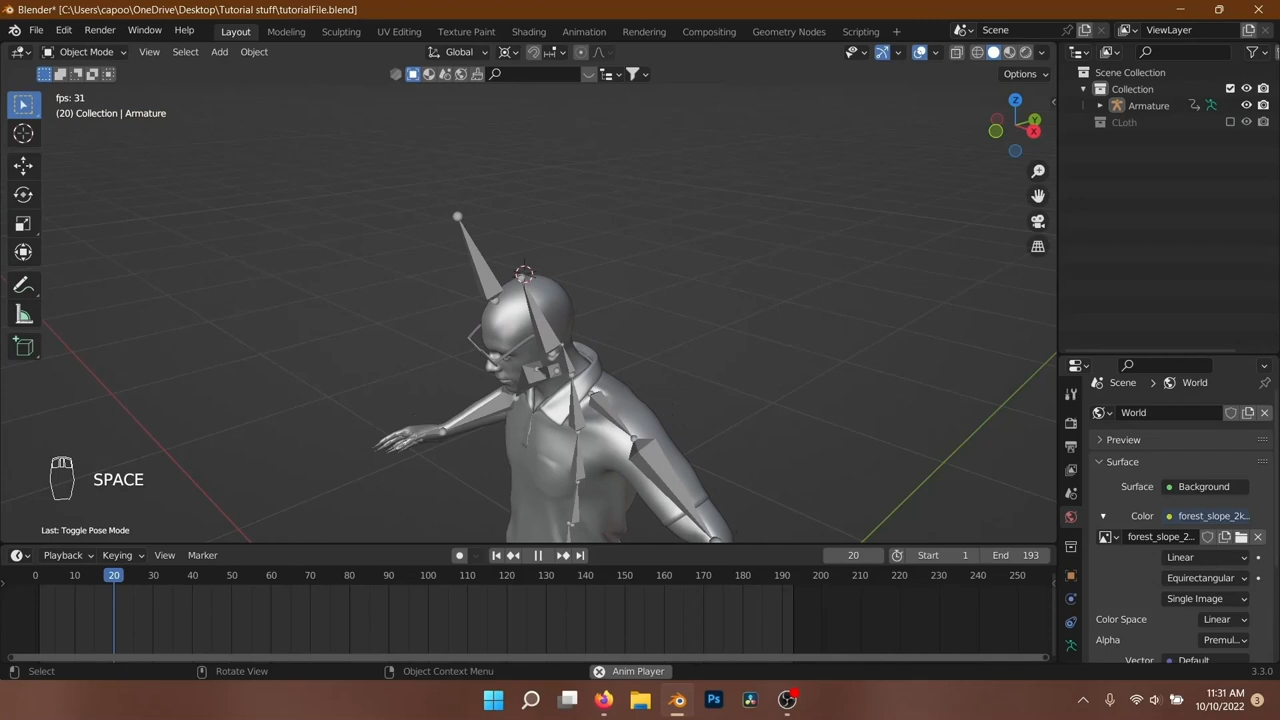 Blender* [C:\Users\capoo\OneDrive\Desktop\Tutorial stuff\tutorialFile.blend]
File Edit Render Window Help Layout Modeling Sculpting UV Editing Texture Paint Shading Animation Rendering Compositing Geometry Nodes Scripting Scene ViewLayer
Object Mode View Select Add Object Global
Options
fps: 31
(20) Collection | Armature
Z
Y
X
Scene Collection
Collection
Armature
CLoth
Scene World
World
Preview
Surface
Surface Background
Color forest_slope_2k...
forest_slope_2...
Linear
Equirectangular
Single Image
Color Space Linear
Alpha Premul...
Vector Default
SPACE
Last: Toggle Pose Mode
Playback Keying View Marker 20 Start 1 End 193
0 10 20 30 40 50 60 70 80 90 100 110 120 130 140 150 160 170 180 190 200 210 220 230 240 250
Select Rotate View Object Context Menu Anim Player 3.3.0
Ps
11:31 AM
10/10/2022
3